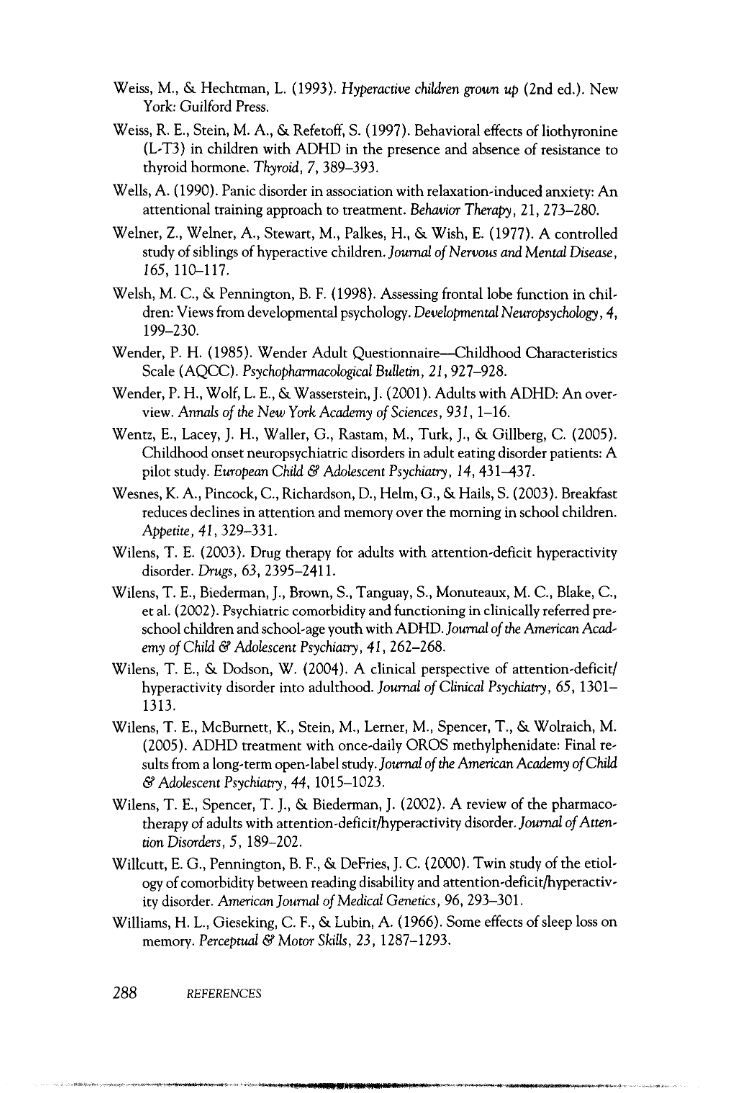 Weiss, M., & Hechtman, L. (1993). Hyperactive children grown up (2nd ed.). New
York: Guilford Press.
Weiss, R. E., Stein, M. A., & Refetoff, S. (1997). Behavioral effects of liothyronine
(L-T3) in children with ADHD in the presence and absence of resistance to
thyroid hormone. Thyroid, 7, 389–393.
Wells, A. (1990). Panic disorder in association with relaxation-induced anxiety: An
attentional training approach to treatment. Behavior Therapy, 21, 273–280.
Welner, Z., Welner, A., Stewart, M., Palkes, H., & Wish, E. (1977). A controlled
study of siblings of hyperactive children. Journal of Nervous and Mental Disease,
165, 110–117.
Welsh, M. C., & Pennington, B. F. (1998). Assessing frontal lobe function in chil-
dren: Views from developmental psychology. Developmental Neuropsychology, 4,
199–230.
Wender, P. H. (1985). Wender Adult Questionnaire—Childhood Characteristics
Scale (AQCC). Psychopharmacological Bulletin, 21, 927–928.
Wender, P. H., Wolf, L. E., & Wasserstein, J. (2001). Adults with ADHD: An over-
view. Annals of the New York Academy of Sciences, 931, 1–16.
Wentz, E., Lacey, J. H., Waller, G., Rastam, M., Turk, J., & Gillberg, C. (2005).
Childhood onset neuropsychiatric disorders in adult eating disorder patients: A
pilot study. European Child & Adolescent Psychiatry, 14, 431–437.
Wesnes, K. A., Pincock, C., Richardson, D., Helm, G., & Hails, S. (2003). Breakfast
reduces declines in attention and memory over the morning in school children.
Appetite, 41, 329–331.
Wilens, T. E. (2003). Drug therapy for adults with attention-deficit hyperactivity
disorder. Drugs, 63, 2395–2411.
Wilens, T. E., Biederman, J., Brown, S., Tanguay, S., Monuteaux, M. C., Blake, C.,
et al. (2002). Psychiatric comorbidity and functioning in clinically referred pre-
school children and school-age youth with ADHD. Journal of the American Acad-
emy of Child & Adolescent Psychiatry, 41, 262–268.
Wilens, T. E., & Dodson, W. (2004). A clinical perspective of attention-deficit/
hyperactivity disorder into adulthood. Journal of Clinical Psychiatry, 65, 1301–
1313.
Wilens, T. E., McBurnett, K., Stein, M., Lerner, M., Spencer, T., & Wolraich, M.
(2005). ADHD treatment with once-daily OROS methylphenidate: Final re-
sults from a long-term open-label study. Journal of the American Academy of Child
& Adolescent Psychiatry, 44, 1015–1023.
Wilens, T. E., Spencer, T. J., & Biederman, J. (2002). A review of the pharmaco-
therapy of adults with attention-deficit/hyperactivity disorder. Journal of Atten-
tion Disorders, 5, 189–202.
Willcutt, E. G., Pennington, B. F., & DeFries, J. C. (2000). Twin study of the etiol-
ogy of comorbidity between reading disability and attention-deficit/hyperactiv-
ity disorder. American Journal of Medical Genetics, 96, 293–301.
Williams, H. L., Gieseking, C. F., & Lubin, A. (1966). Some effects of sleep loss on
memory. Perceptual & Motor Skills, 23, 1287–1293.
288 REFERENCES